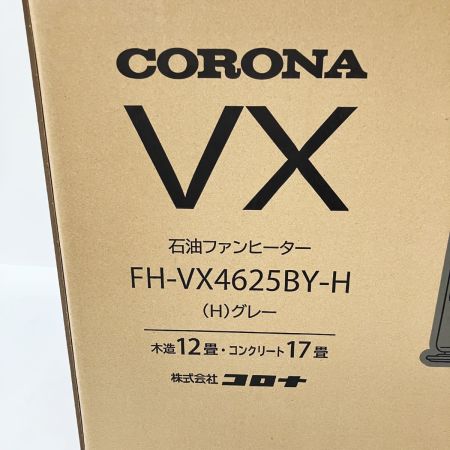 CORONA
VX
石油ファンヒーター
FH-VX4625BY-H
(H)グレー
木造12畳・コンクリート17畳
株式会社 コロナ